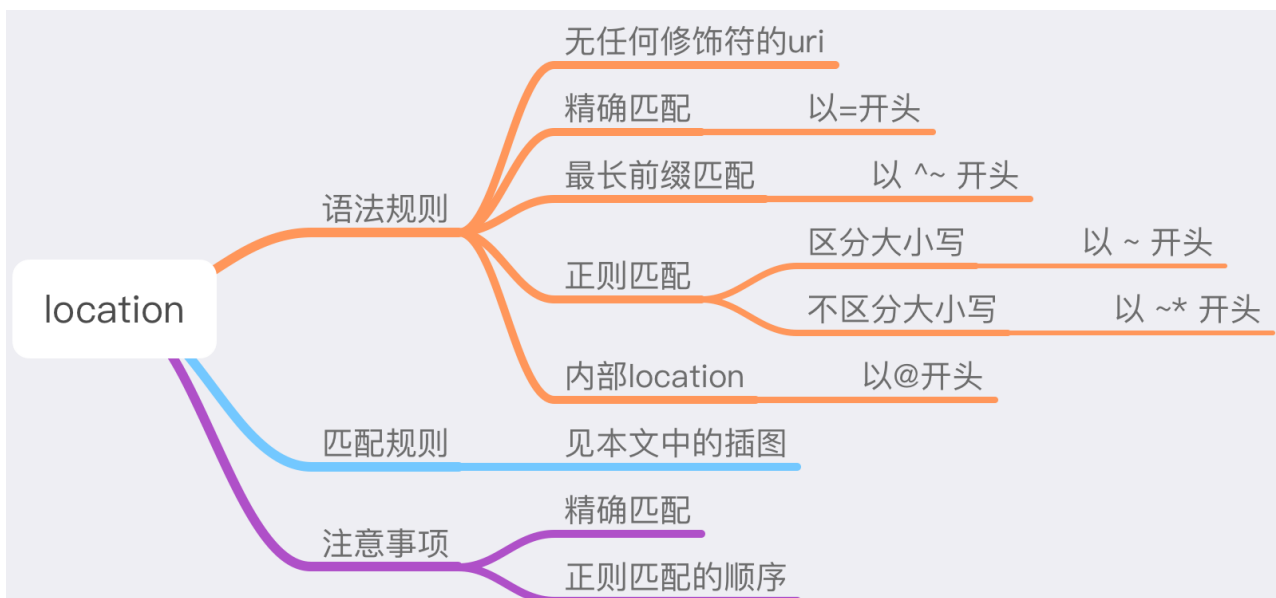 无任何修饰符的uri
精确匹配 以=开头
最长前缀匹配 以 ^~ 开头
语法规则
区分大小写 以 ~ 开头
正则匹配
location
不区分大小写 以 ~* 开头
内部location 以@开头
匹配规则 见本文中的插图
精确匹配
注意事项
正则匹配的顺序